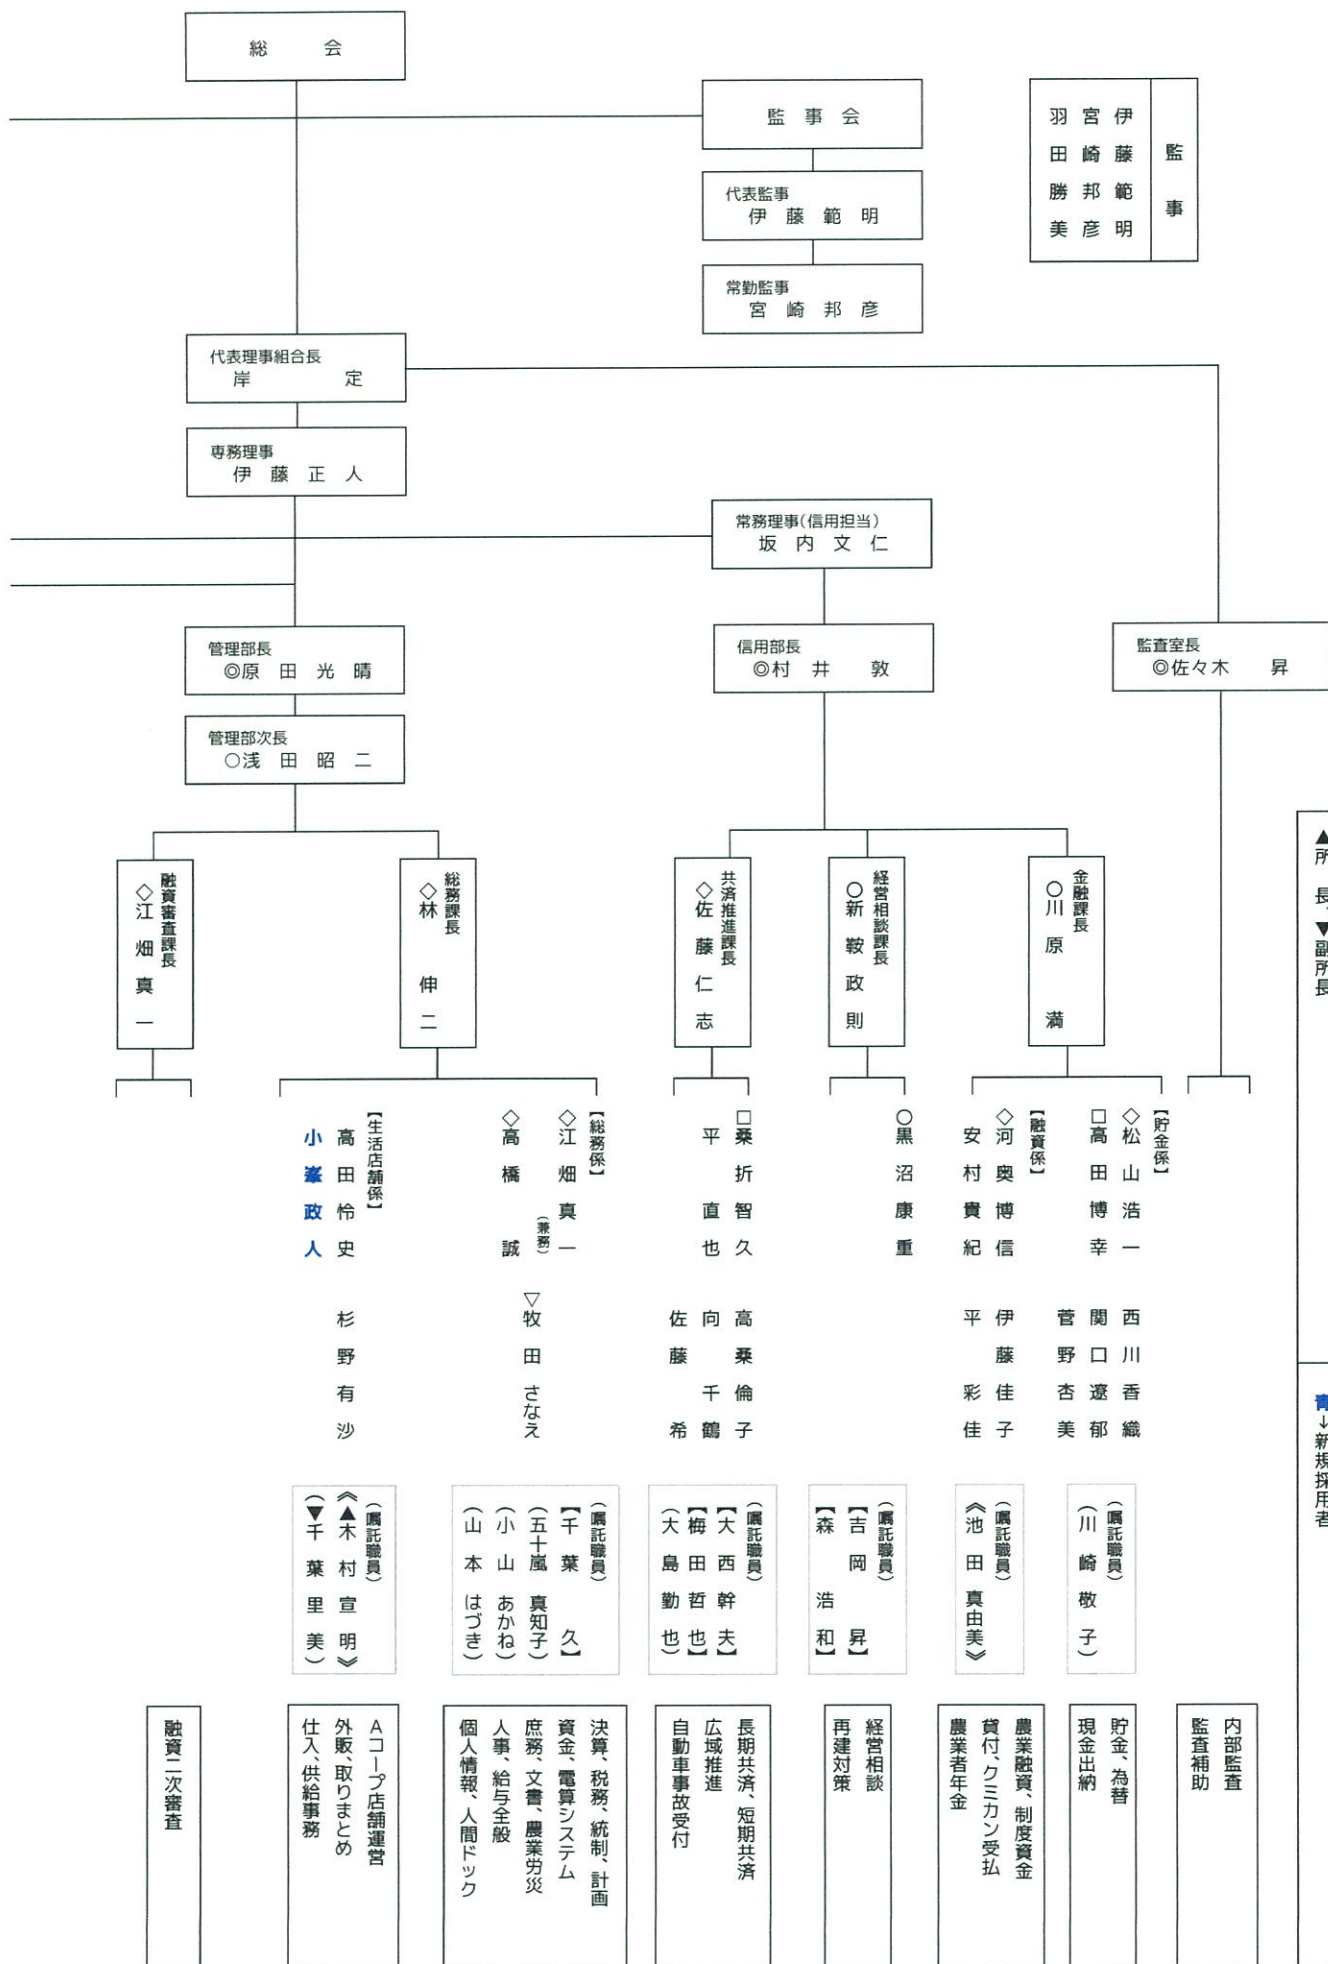 総会
監事会
代表監事
伊藤範明
常勤監事
宮崎邦彦
監事
伊藤範明
宮崎邦彦
羽田勝美
代表理事組合長
岸 定
専務理事
伊藤正人
常務理事(信用担当)
坂内文仁
管理部長
◎原田光晴
管理部次長
○浅田昭二
信用部長
◎村井 敦
監査室長
◎佐々木 昇
▲所長、▼副所長
青→新規採用者
金融課長
○川原 満
経営相談課長
○新鞍政則
共済推進課長
◇佐藤仁志
総務課長
◇林 伸二
融資審査課長
◇江畑真一
【貯金係】
◇松山浩一 西川香織
□高田博幸 関口遼郁
菅野杏美
【融資係】
◇河奥博信 伊藤佳子
安村貴紀 平 彩佳
○黒沼康重
□桑折智久 高桑倫子
平 直也 向 千鶴
佐藤 希
【総務係】
◇江畑真一
(兼務)
▽牧田さなえ
◇高橋 誠
【生活店舗係】
高田怜史 杉野有沙
小峯政人
(嘱託職員)
(川崎敬子)
(嘱託職員)
《池田真由美》
(嘱託職員)
【吉岡 昇】
【森 浩和】
(嘱託職員)
【大西幹夫】
【梅田哲也】
(大島勤也)
(嘱託職員)
【千葉 久】
(五十嵐真知子)
(小山あかね)
(山本はづき)
(嘱託職員)
《▲木村宣明》
(▼千葉里美)
内部監査
監査補助
貯金、為替
現金出納
農業融資、制度資金
貸付、クミカン受払
農業者年金
経営相談
再建対策
長期共済、短期共済
広域推進
自動車事故受付
決算、税務、統制、計画
資金、電算システム
庶務、文書、農業労災
人事、給与全般
個人情報、人間ドック
Aコープ店舗運営
外販、取りまとめ
仕入、供給事務
融資二次審査